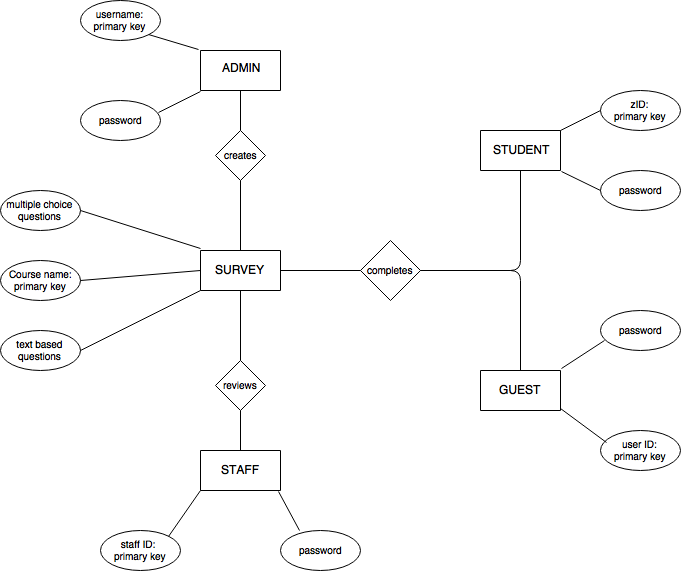 username:
primary key
ADMIN
password
creates
zID:
primary key
STUDENT
password
multiple choice
questions
Course name:
primary key
SURVEY
completes
text based
questions
password
reviews
GUEST
user ID:
primary key
STAFF
staff ID:
primary key
password